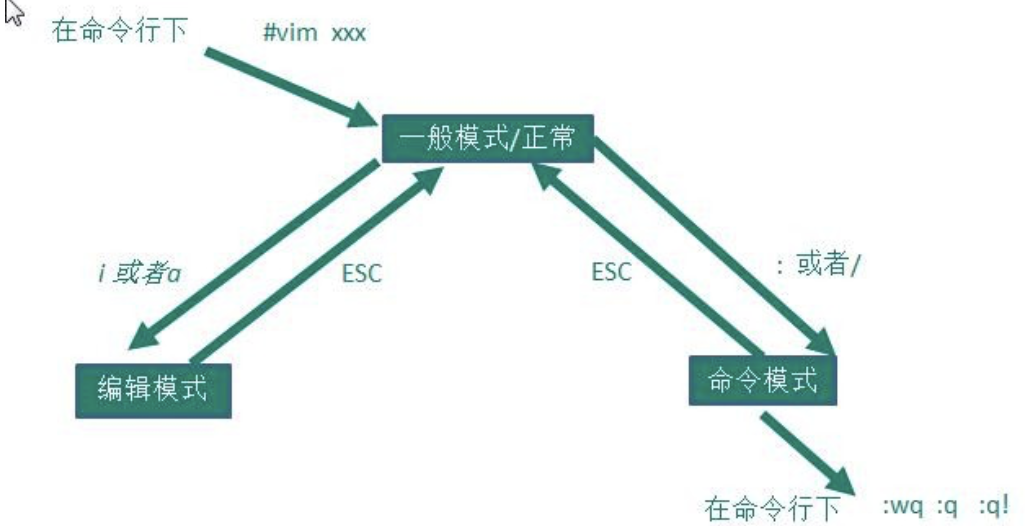 在命令行下 #vim xxx
一般模式/正常
i 或者a
ESC
ESC
: 或者/
编辑模式
命令模式
在命令行下 :wq :q :q!